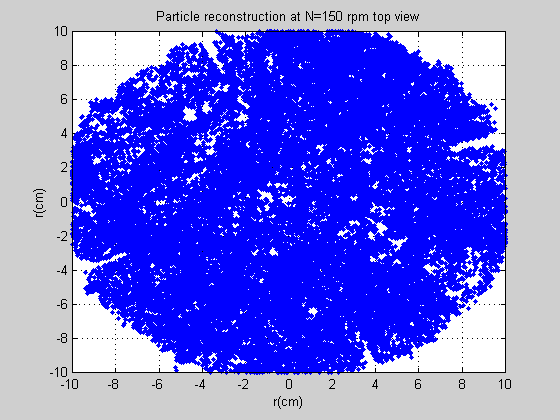 Particle reconstruction at N=150 rpm top view
10
8
6
4
2
0
-2
-4
-6
-8
-10
r(cm)
-10 -8 -6 -4 -2 0 2 4 6 8 10
r(cm)